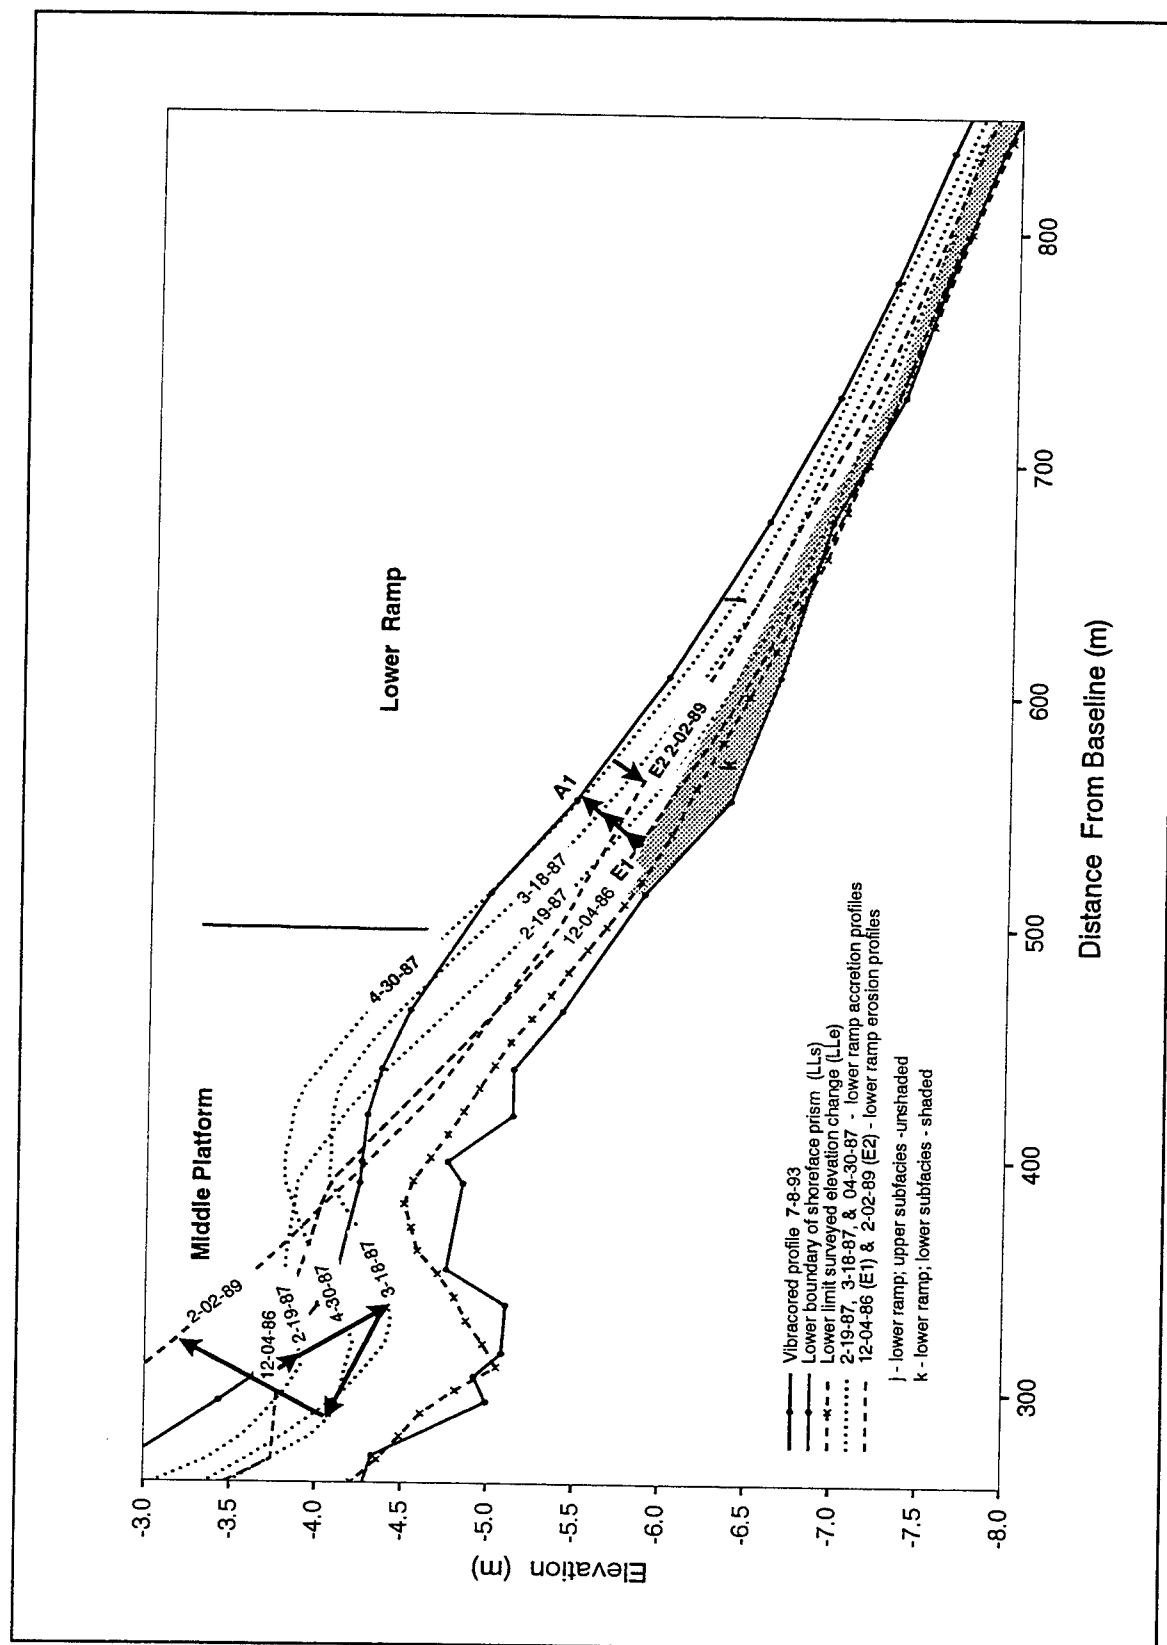 Middle Platform
Lower Ramp
2-02-89
12-04-86
2-19-87
4-30-87
3-18-87
4-30-87
3-18-87
2-19-87
12-04-86
A1
E1
E2 2-02-89
j
k
Vibracored profile 7-8-93
Lower boundary of shoreface prism (LLs)
Lower limit surveyed elevation change (LLe)
2-19-87, 3-18-87, & 04-30-87 - lower ramp accretion profiles
12-04-86 (E1) & 2-02-89 (E2) - lower ramp erosion profiles
j - lower ramp; upper subfacies -unshaded
k - lower ramp; lower subfacies - shaded
-3.0
-3.5
-4.0
-4.5
-5.0
-5.5
-6.0
-6.5
-7.0
-7.5
-8.0
Elevation (m)
300
400
500
600
700
800
Distance From Baseline (m)